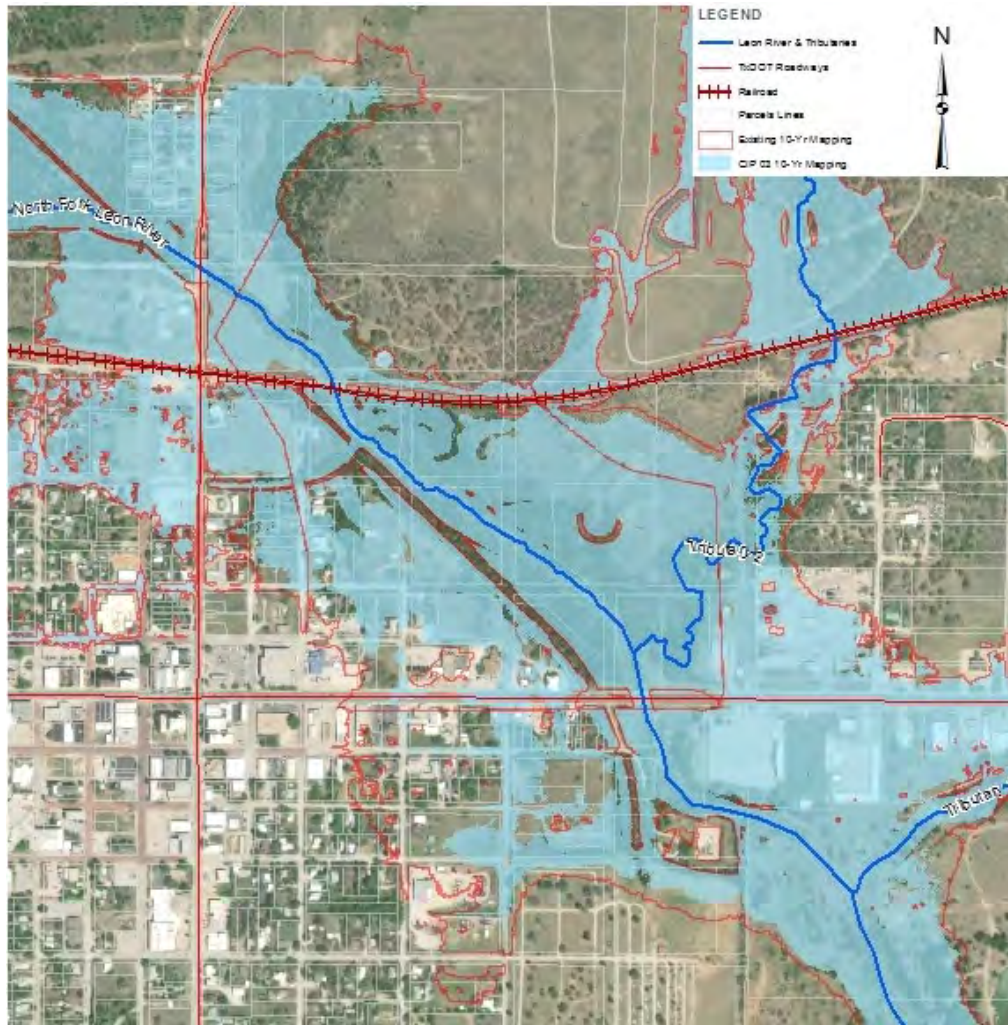 LEGEND
Leon River & Tributaries
TxDOT Roadways
Railroad
Parcels Lines
Existing 10-Yr Mapping
CIP 03 10-Yr Mapping
N
North Fork Leon River
Tributary 2
Tributary